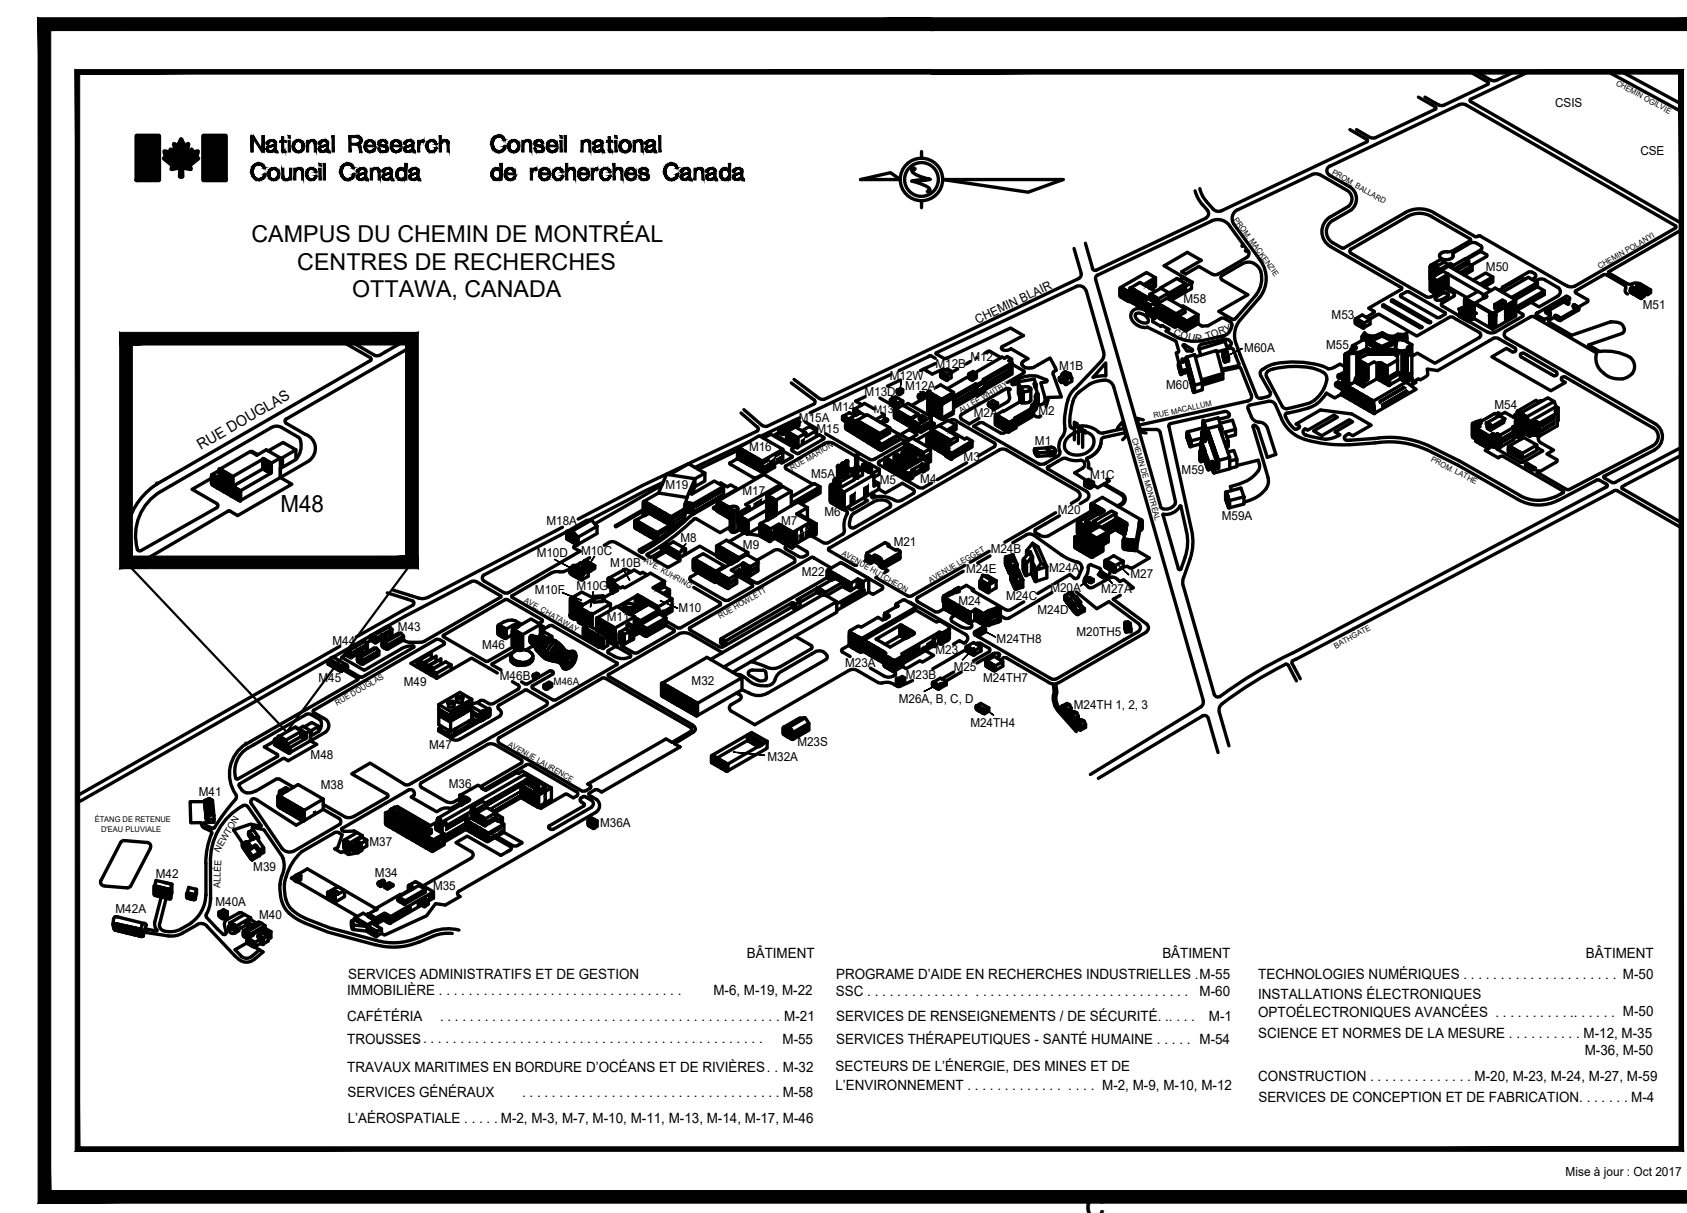 National Research Council Canada
Conseil national de recherches Canada
CAMPUS DU CHEMIN DE MONTRÉAL
CENTRES DE RECHERCHES
OTTAWA, CANADA
CSIS
CSE
CHEMIN OGILVIE
PROM. BALLARD
CHEMIN POLANYI
PROM. MACKENZIE
CHEMIN BLAIR
COUR TORY
RUE MACALLUM
CHEMIN DE MONTRÉAL
PROM. LATHE
BATHGATE
ALLÉE WHITBY
RUE MARION
AVENUE HUTCHEON
AVENUE LEGGET
AVE. KUHRING
RUE HOWLETT
AVE. CHATAWAY
RUE DOUGLAS
RUE DOUGLAS
AVENUE LAURENCE
ALLÉE NEWTON
ÉTANG DE RETENUE
D'EAU PLUVIALE
M48
M50
M51
M53
M55
M54
M58
M60A
M60
M59
M59A
M12B
M12
M12W
M12A
M13D
M13
M14
M1B
M2A
M2
M1
M1C
M3
M4
M5
M5A
M6
M15A
M15
M16
M17
M19
M7
M18A
M8
M9
M10D
M10C
M10B
M10G
M10F
M10
M11
M22
M21
M20
M24B
M24A
M24E
M24C
M24
M20A
M24D
M27
M27A
M20TH5
M24TH8
M23
M25
M24TH7
M23A
M23B
M26A, B, C, D
M24TH4
M24TH 1, 2, 3
M43
M44
M45
M46
M46B
M46A
M49
M47
M32
M32A
M23S
M48
M38
M36
M36A
M37
M34
M35
M41
M39
M42
M42A
M40A
M40
BÂTIMENT
SERVICES ADMINISTRATIFS ET DE GESTION
IMMOBILIÈRE . . . . . . . . . . . . . . . . . . . . . . . . . . . . . . . . . M-6, M-19, M-22
CAFÉTÉRIA . . . . . . . . . . . . . . . . . . . . . . . . . . . . . . . . . . . . . . . . . . . . . . M-21
TROUSSES . . . . . . . . . . . . . . . . . . . . . . . . . . . . . . . . . . . . . . . . . . . . . . M-55
TRAVAUX MARITIMES EN BORDURE D'OCÉANS ET DE RIVIÈRES. . M-32
SERVICES GÉNÉRAUX . . . . . . . . . . . . . . . . . . . . . . . . . . . . . . . . . . . M-58
L'AÉROSPATIALE . . . . . M-2, M-3, M-7, M-10, M-11, M-13, M-14, M-17, M-46
BÂTIMENT
PROGRAME D'AIDE EN RECHERCHES INDUSTRIELLES . M-55
SSC . . . . . . . . . . . . . . . . . . . . . . . . . . . . . . . . . . . . . . . . . . . M-60
SERVICES DE RENSEIGNEMENTS / DE SÉCURITÉ. .. . . . M-1
SERVICES THÉRAPEUTIQUES - SANTÉ HUMAINE . . . . . M-54
SECTEURS DE L'ÉNERGIE, DES MINES ET DE
L'ENVIRONNEMENT . . . . . . . . . . . . . . . . . M-2, M-9, M-10, M-12
BÂTIMENT
TECHNOLOGIES NUMÉRIQUES . . . . . . . . . . . . . . . . . . . . . M-50
INSTALLATIONS ÉLECTRONIQUES
OPTOÉLECTRONIQUES AVANCÉES . . . . . . . . . . .. . . . . . . M-50
SCIENCE ET NORMES DE LA MESURE . . . . . . . . . . M-12, M-35
M-36, M-50
CONSTRUCTION . . . . . . . . . . . . . . M-20, M-23, M-24, M-27, M-59
SERVICES DE CONCEPTION ET DE FABRICATION. . . . . . . M-4
Mise à jour : Oct 2017